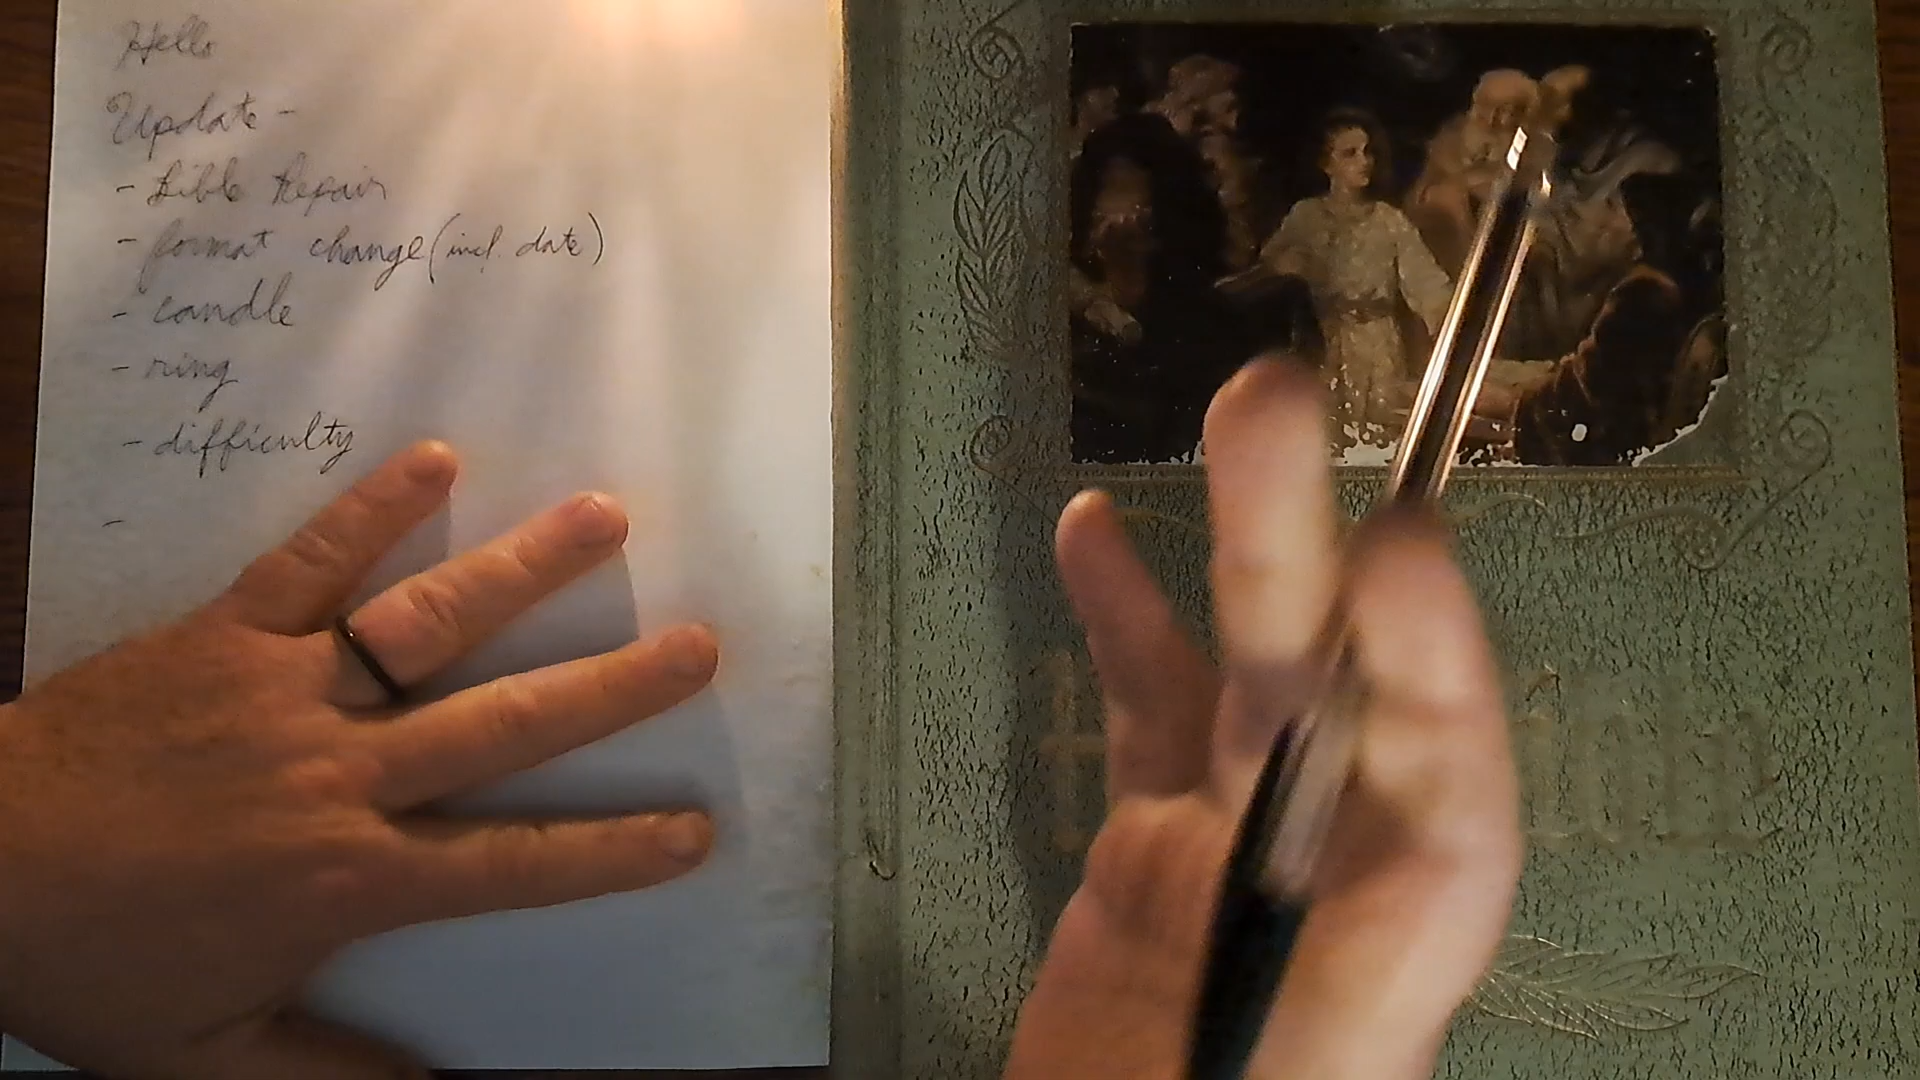 Hello
Update -
- Bible Repair
- format change (incl. date)
- candle
- ring
- difficulty
-